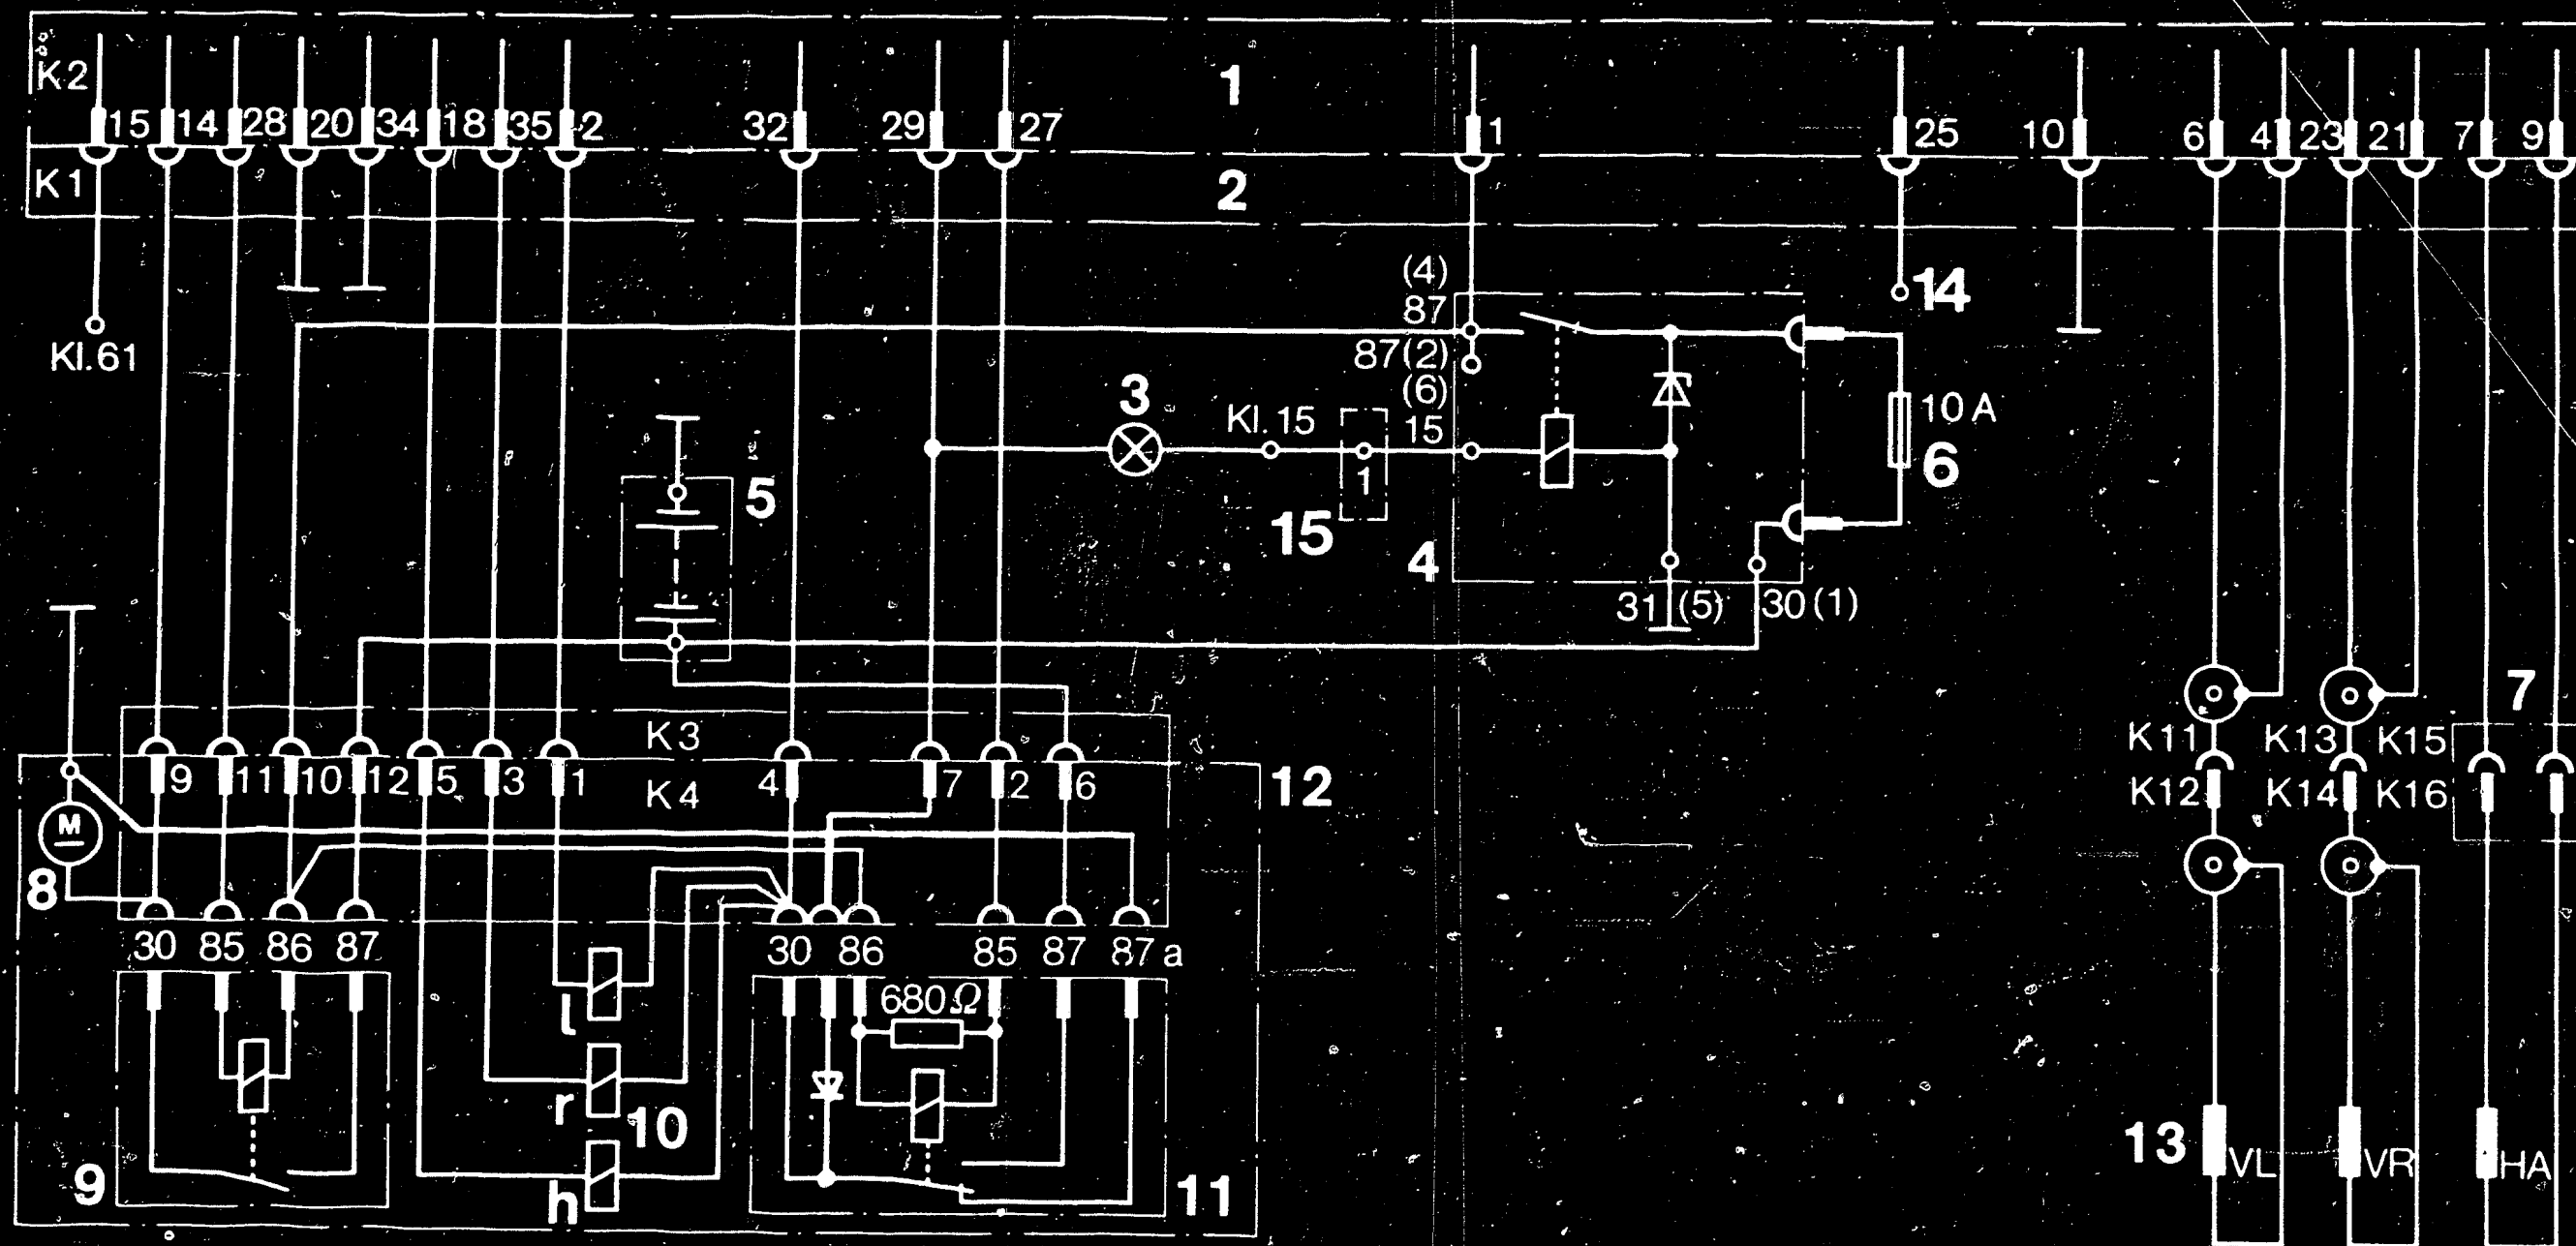 K2
15 14 28 20 34 18 35 2 32 29 27 1 1 25 10 6 4 23 21 7 9
K1
2
(4)
14
87
Kl.61
87(2)
(6)
3 Kl.15 15 10 A
1
5 15 4 6
31 (5) 30(1)
K3 7
K11 K13 K15
9 11 10 12 5 3 1 K4 4 7 2 6 12 K12 K14 K16
M
8
30 85 86 87 30 86 85 87 87a
680Ω
l
r 10
13 VL VR HA
9 h 11